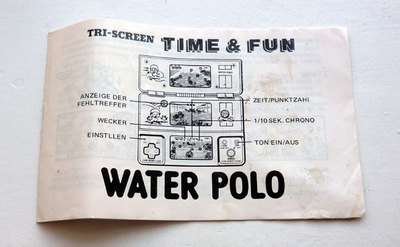 TRI-SCREEN TIME & FUN
ANZEIGE DER
FEHLTREFFER
ZEIT/PUNKTZAHl
WECKER
1/10 SEK. CHRONO
EINSTLLEN
TON EIN/AUS
WATER POLO